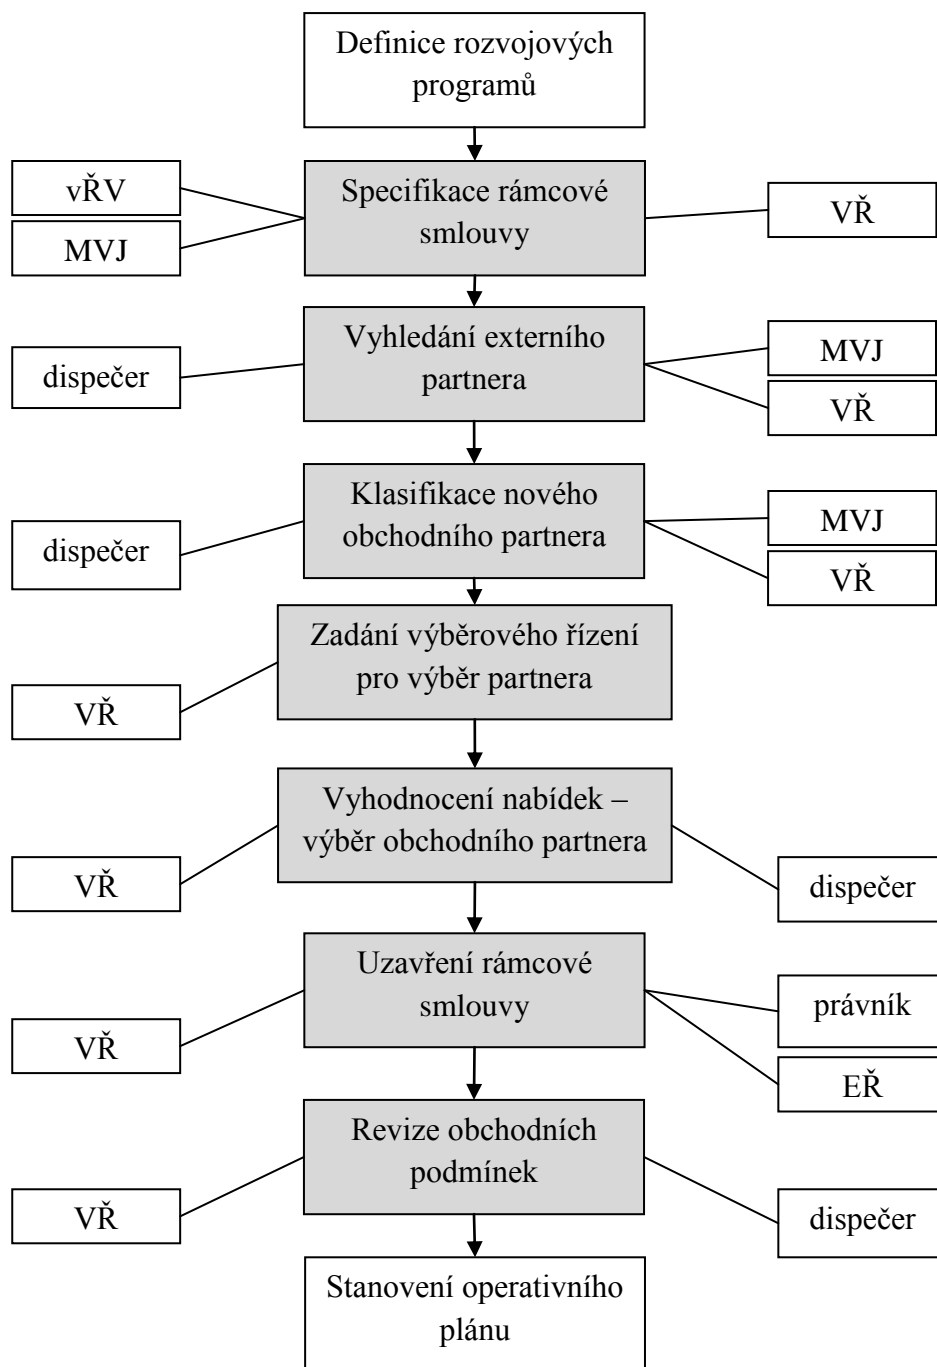 Definice rozvojových
programů
vŘV
MVJ
Specifikace rámcové
smlouvy
VŘ
dispečer
Vyhledání externího
partnera
MVJ
VŘ
dispečer
Klasifikace nového
obchodního partnera
MVJ
VŘ
Zadání výběrového řízení
pro výběr partnera
VŘ
Vyhodnocení nabídek –
výběr obchodního partnera
VŘ
dispečer
Uzavření rámcové
smlouvy
VŘ
právník
EŘ
Revize obchodních
podmínek
VŘ
dispečer
Stanovení operativního
plánu